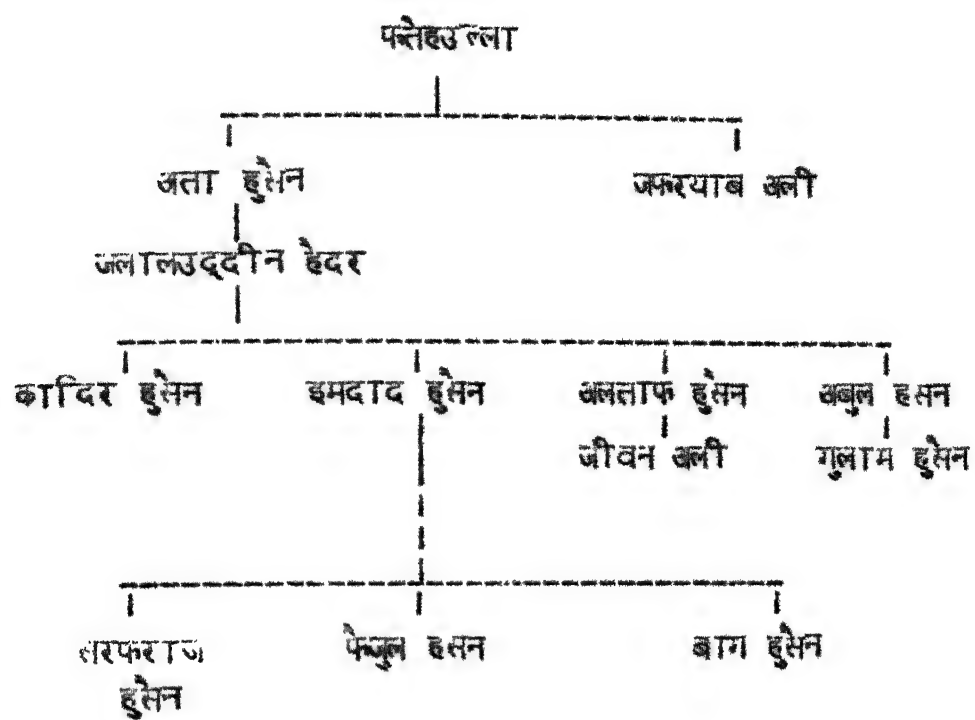 फतेहउल्ला
अता हुसैन जफरयाब अली
जलालउद्दीन हैदर
कादिर हुसैन इमदाद हुसैन अलताफ हुसैन अबुल हसन
जीवन अली गुलाम हुसैन
सरफराज फैजुल हसन बाग हुसैन
हुसैन